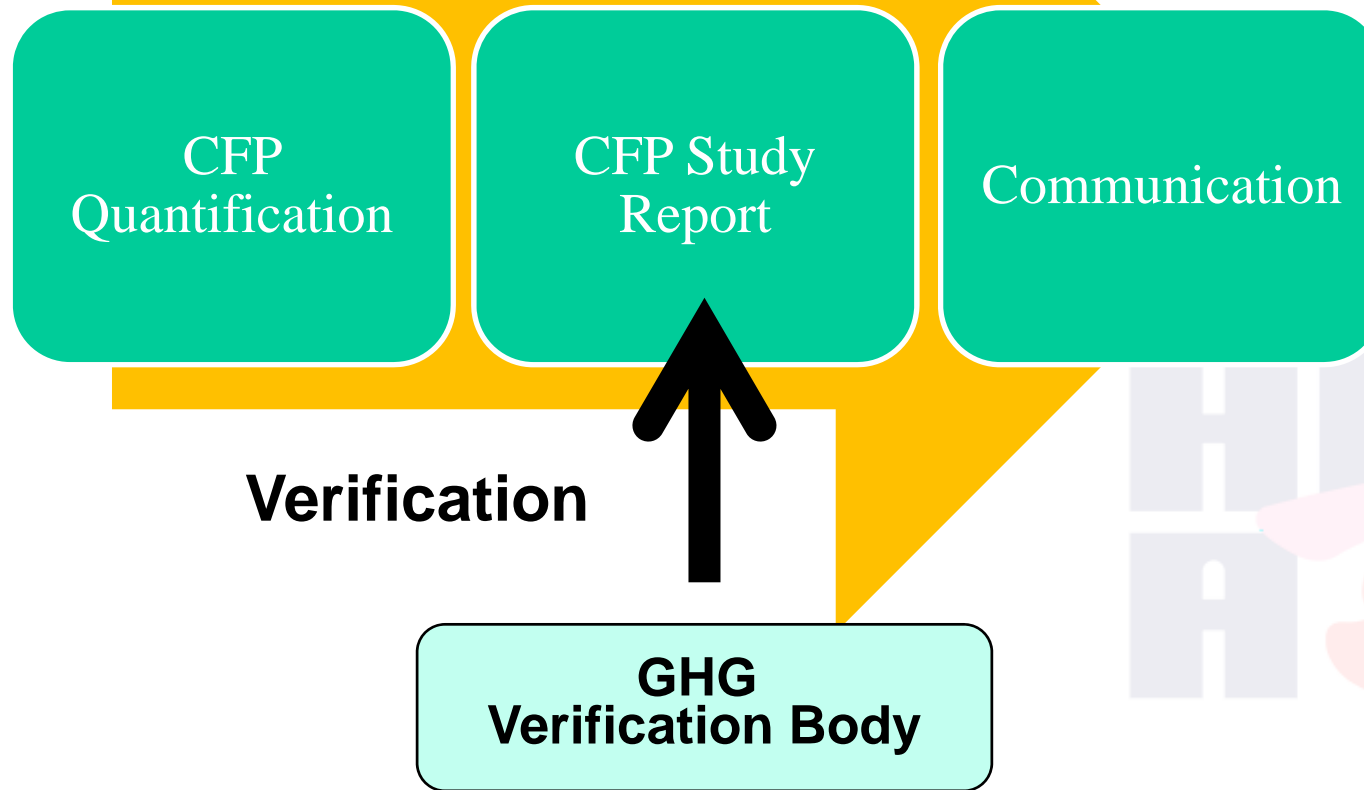 CFP
Quantification
CFP Study
Report
Communication
Verification
GHG
Verification Body